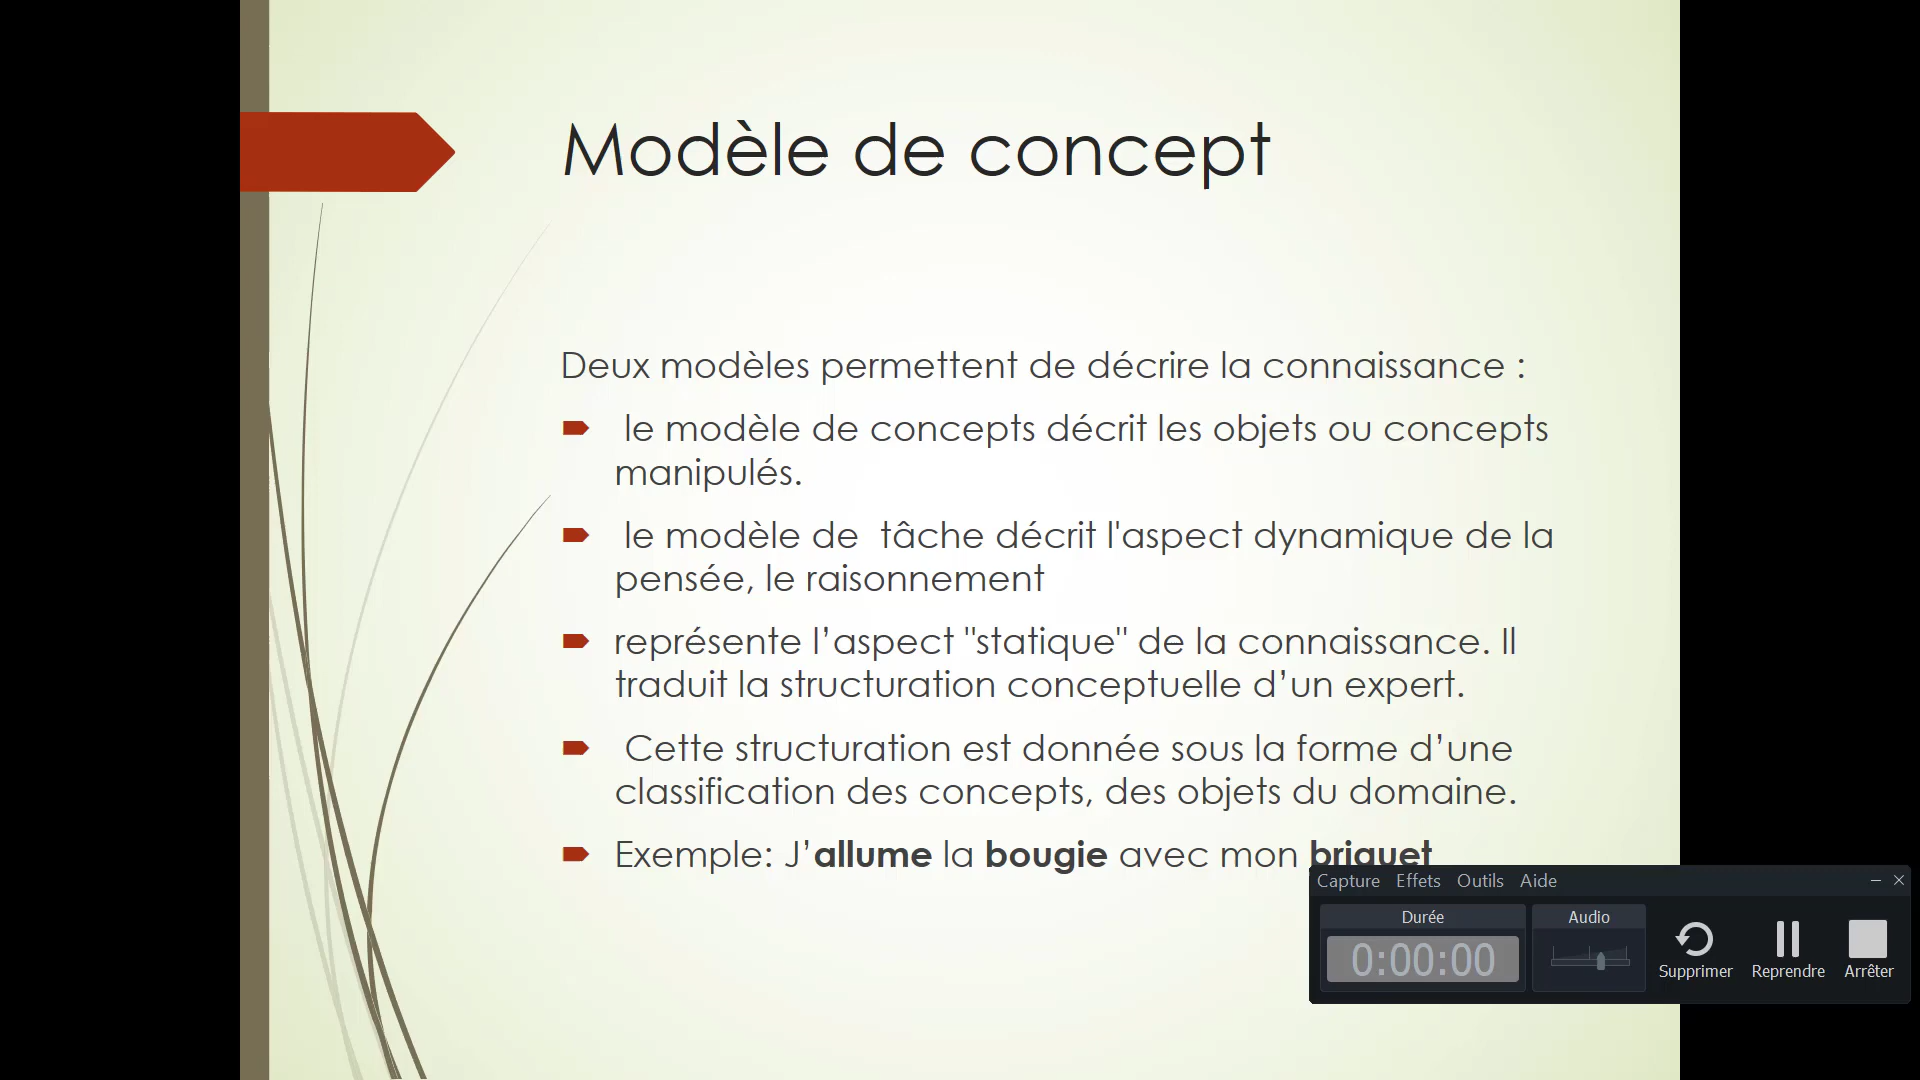 Modèle de concept
Deux modèles permettent de décrire la connaissance :
le modèle de concepts décrit les objets ou concepts
manipulés.
le modèle de  tâche décrit l'aspect dynamique de la
pensée, le raisonnement
représente l’aspect "statique" de la connaissance. Il
traduit la structuration conceptuelle d’un expert.
Cette structuration est donnée sous la forme d’une
classification des concepts, des objets du domaine.
Exemple: J’allume la bougie avec mon briquet
Capture Effets Outils Aide
Durée
Audio
0:00:00
Supprimer Reprendre Arrêter